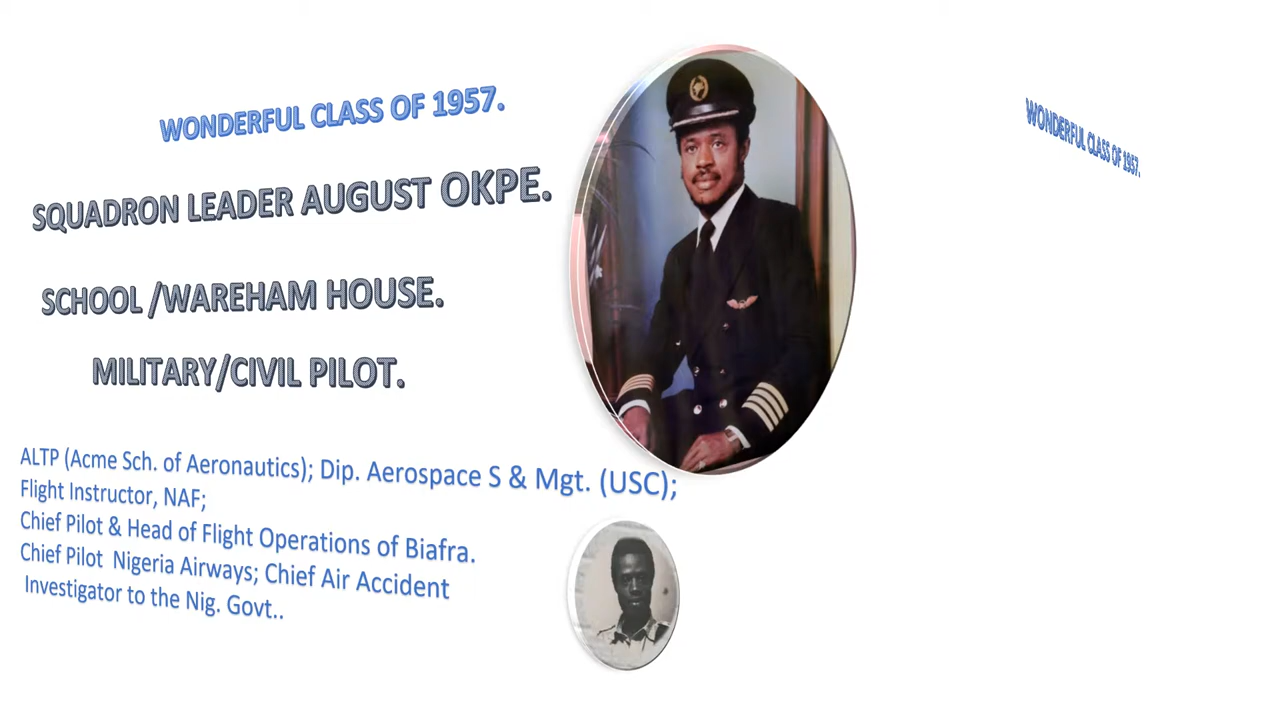 WONDERFUL CLASS OF 1957.
SQUADRON LEADER AUGUST OKPE.
SCHOOL /WAREHAM HOUSE.
MILITARY/CIVIL PILOT.
ALTP (Acme Sch. of Aeronautics); Dip. Aerospace S & Mgt. (USC);
Flight Instructor, NAF;
Chief Pilot & Head of Flight Operations of Biafra.
Chief Pilot Nigeria Airways; Chief Air Accident
Investigator to the Nig. Govt..
WONDERFUL CLASS OF 1957.